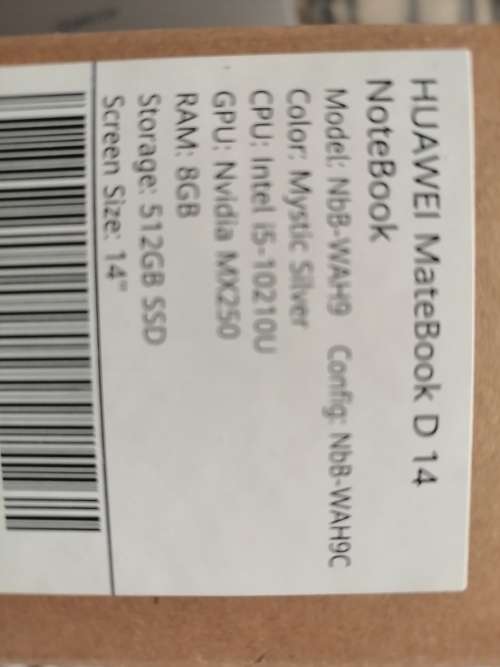 HUAWEI MateBook D 14
NoteBook
Model: NbB-WAH9 Config: NbB-WAH9C
Color: Mystic Silver
CPU: Intel i5-10210U
GPU: Nvidia MX250
RAM: 8GB
Storage: 512GB SSD
Screen Size: 14"